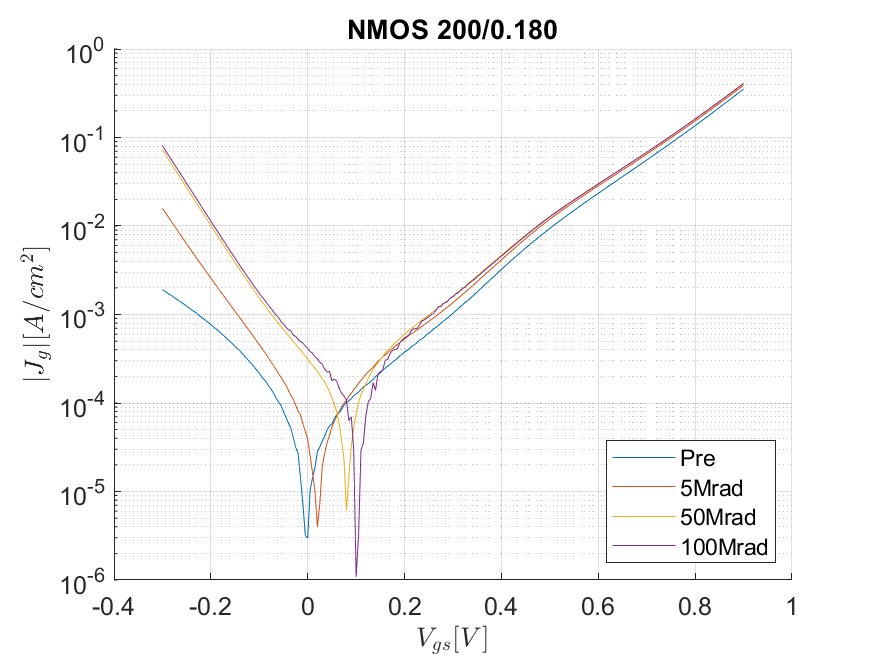 NMOS 200/0.180
10^0
10^-1
10^-2
10^-3
10^-4
10^-5
10^-6
|J_g|[A/cm^2]
Pre
5Mrad
50Mrad
100Mrad
-0.4 -0.2 0 0.2 0.4 0.6 0.8 1
V_gs[V]